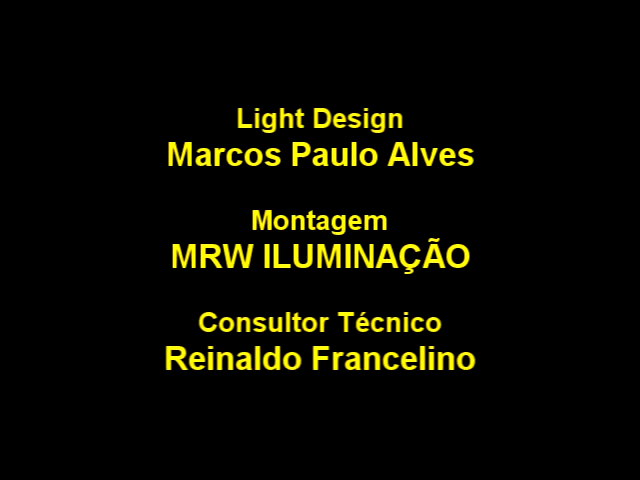 Light Design
Marcos Paulo Alves
Montagem
MRW ILUMINAÇÃO
Consultor Técnico
Reinaldo Francelino